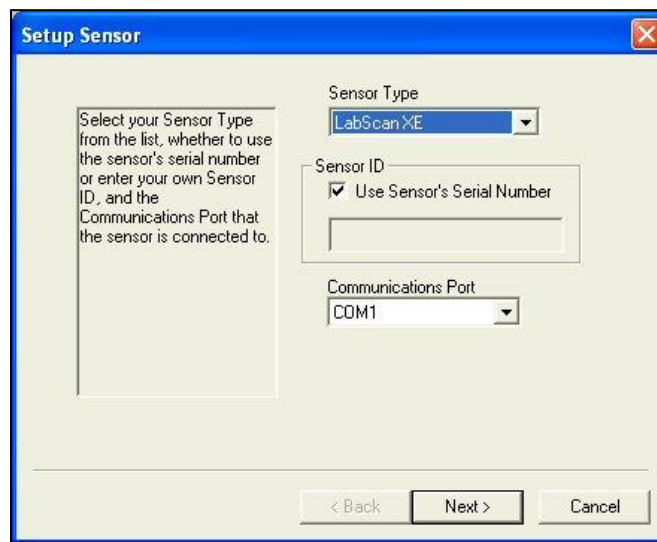 Setup Sensor
Select your Sensor Type
from the list, whether to use
the sensor's serial number
or enter your own Sensor
ID, and the
Communications Port that
the sensor is connected to.
Sensor Type
LabScan XE
Sensor ID
Use Sensor's Serial Number
Communications Port
COM1
< Back
Next >
Cancel